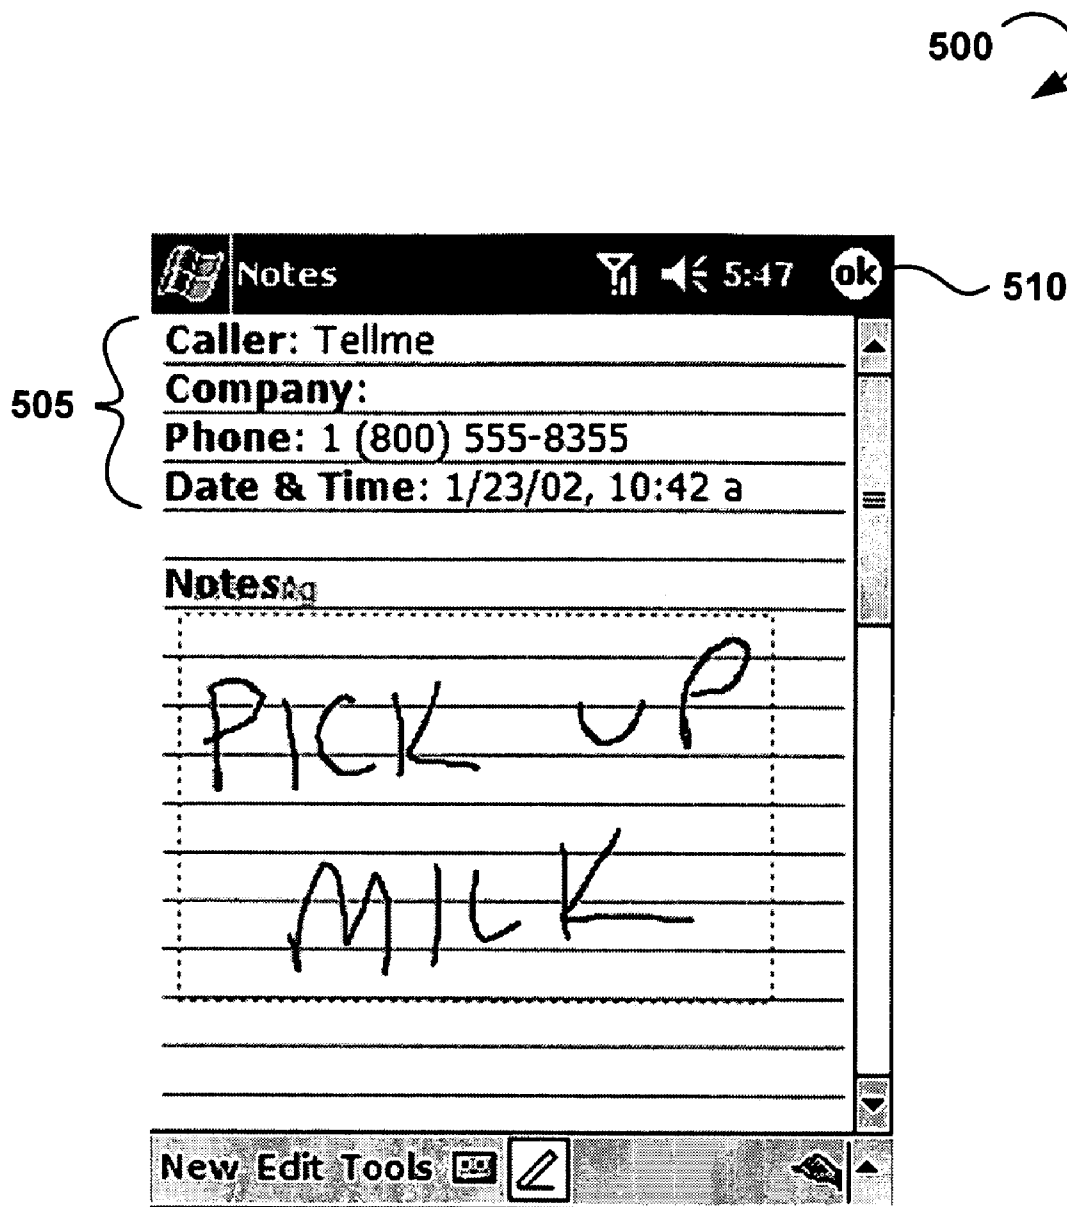 500
Notes 5:47 ok
510
Caller: Tellme
Company:
505
Phone: 1 (800) 555-8355
Date & Time: 1/23/02, 10:42 a
Notes
PICK UP
MILK
New Edit Tools